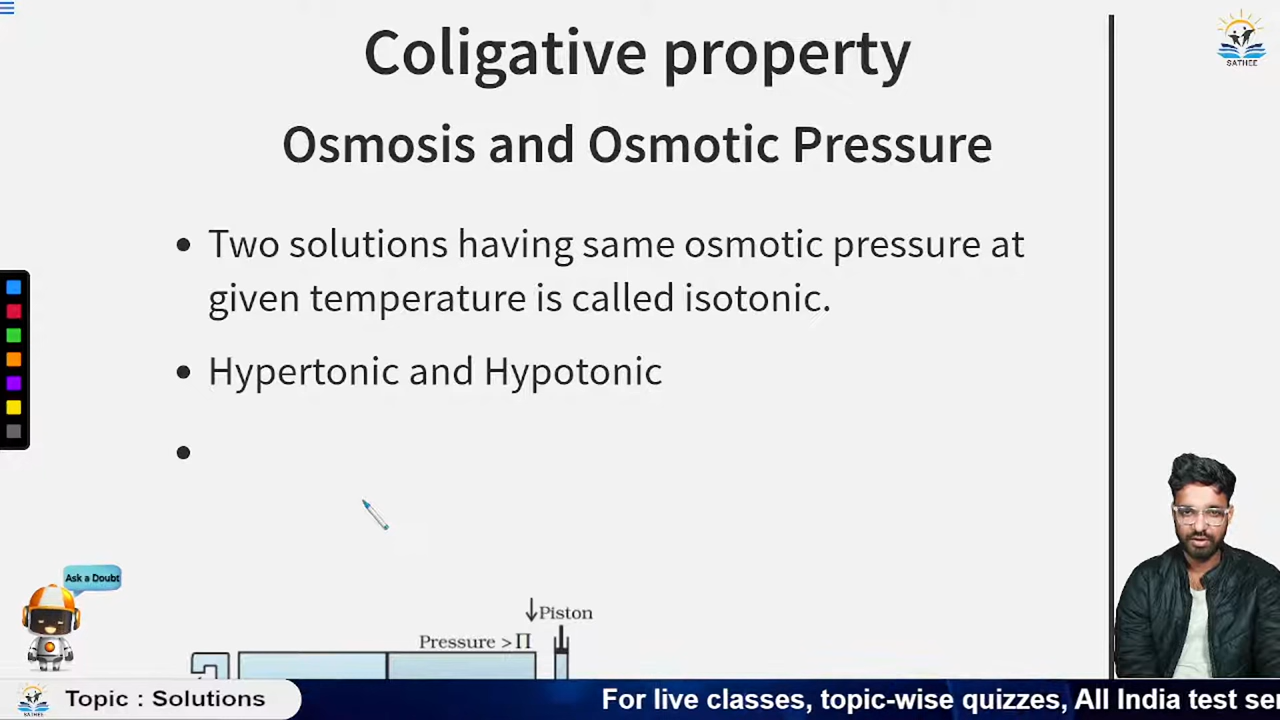 Coligative property
SATHEE
Osmosis and Osmotic Pressure
• Two solutions having same osmotic pressure at
given temperature is called isotonic.
• Hypertonic and Hypotonic
•
Ask a Doubt
↓Piston
Pressure >Π
SATHEE
Topic : Solutions
For live classes, topic-wise quizzes, All India test se